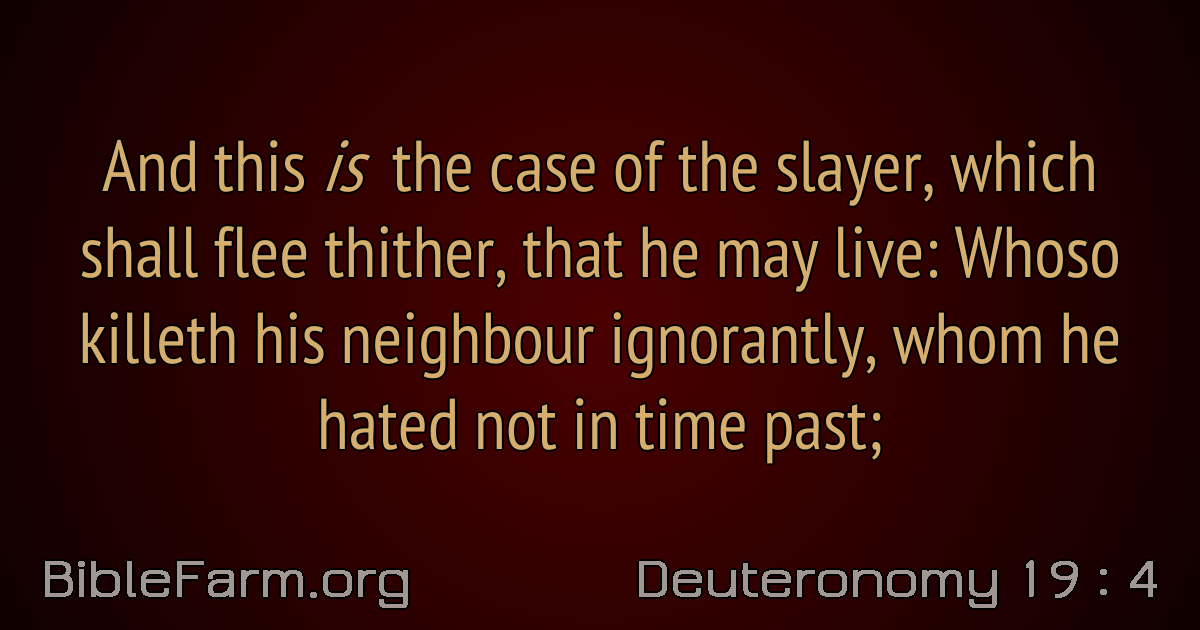 And this is the case of the slayer, which
shall flee thither, that he may live: Whoso
killeth his neighbour ignorantly, whom he
hated not in time past;
BibleFarm.org
Deuteronomy 19 : 4